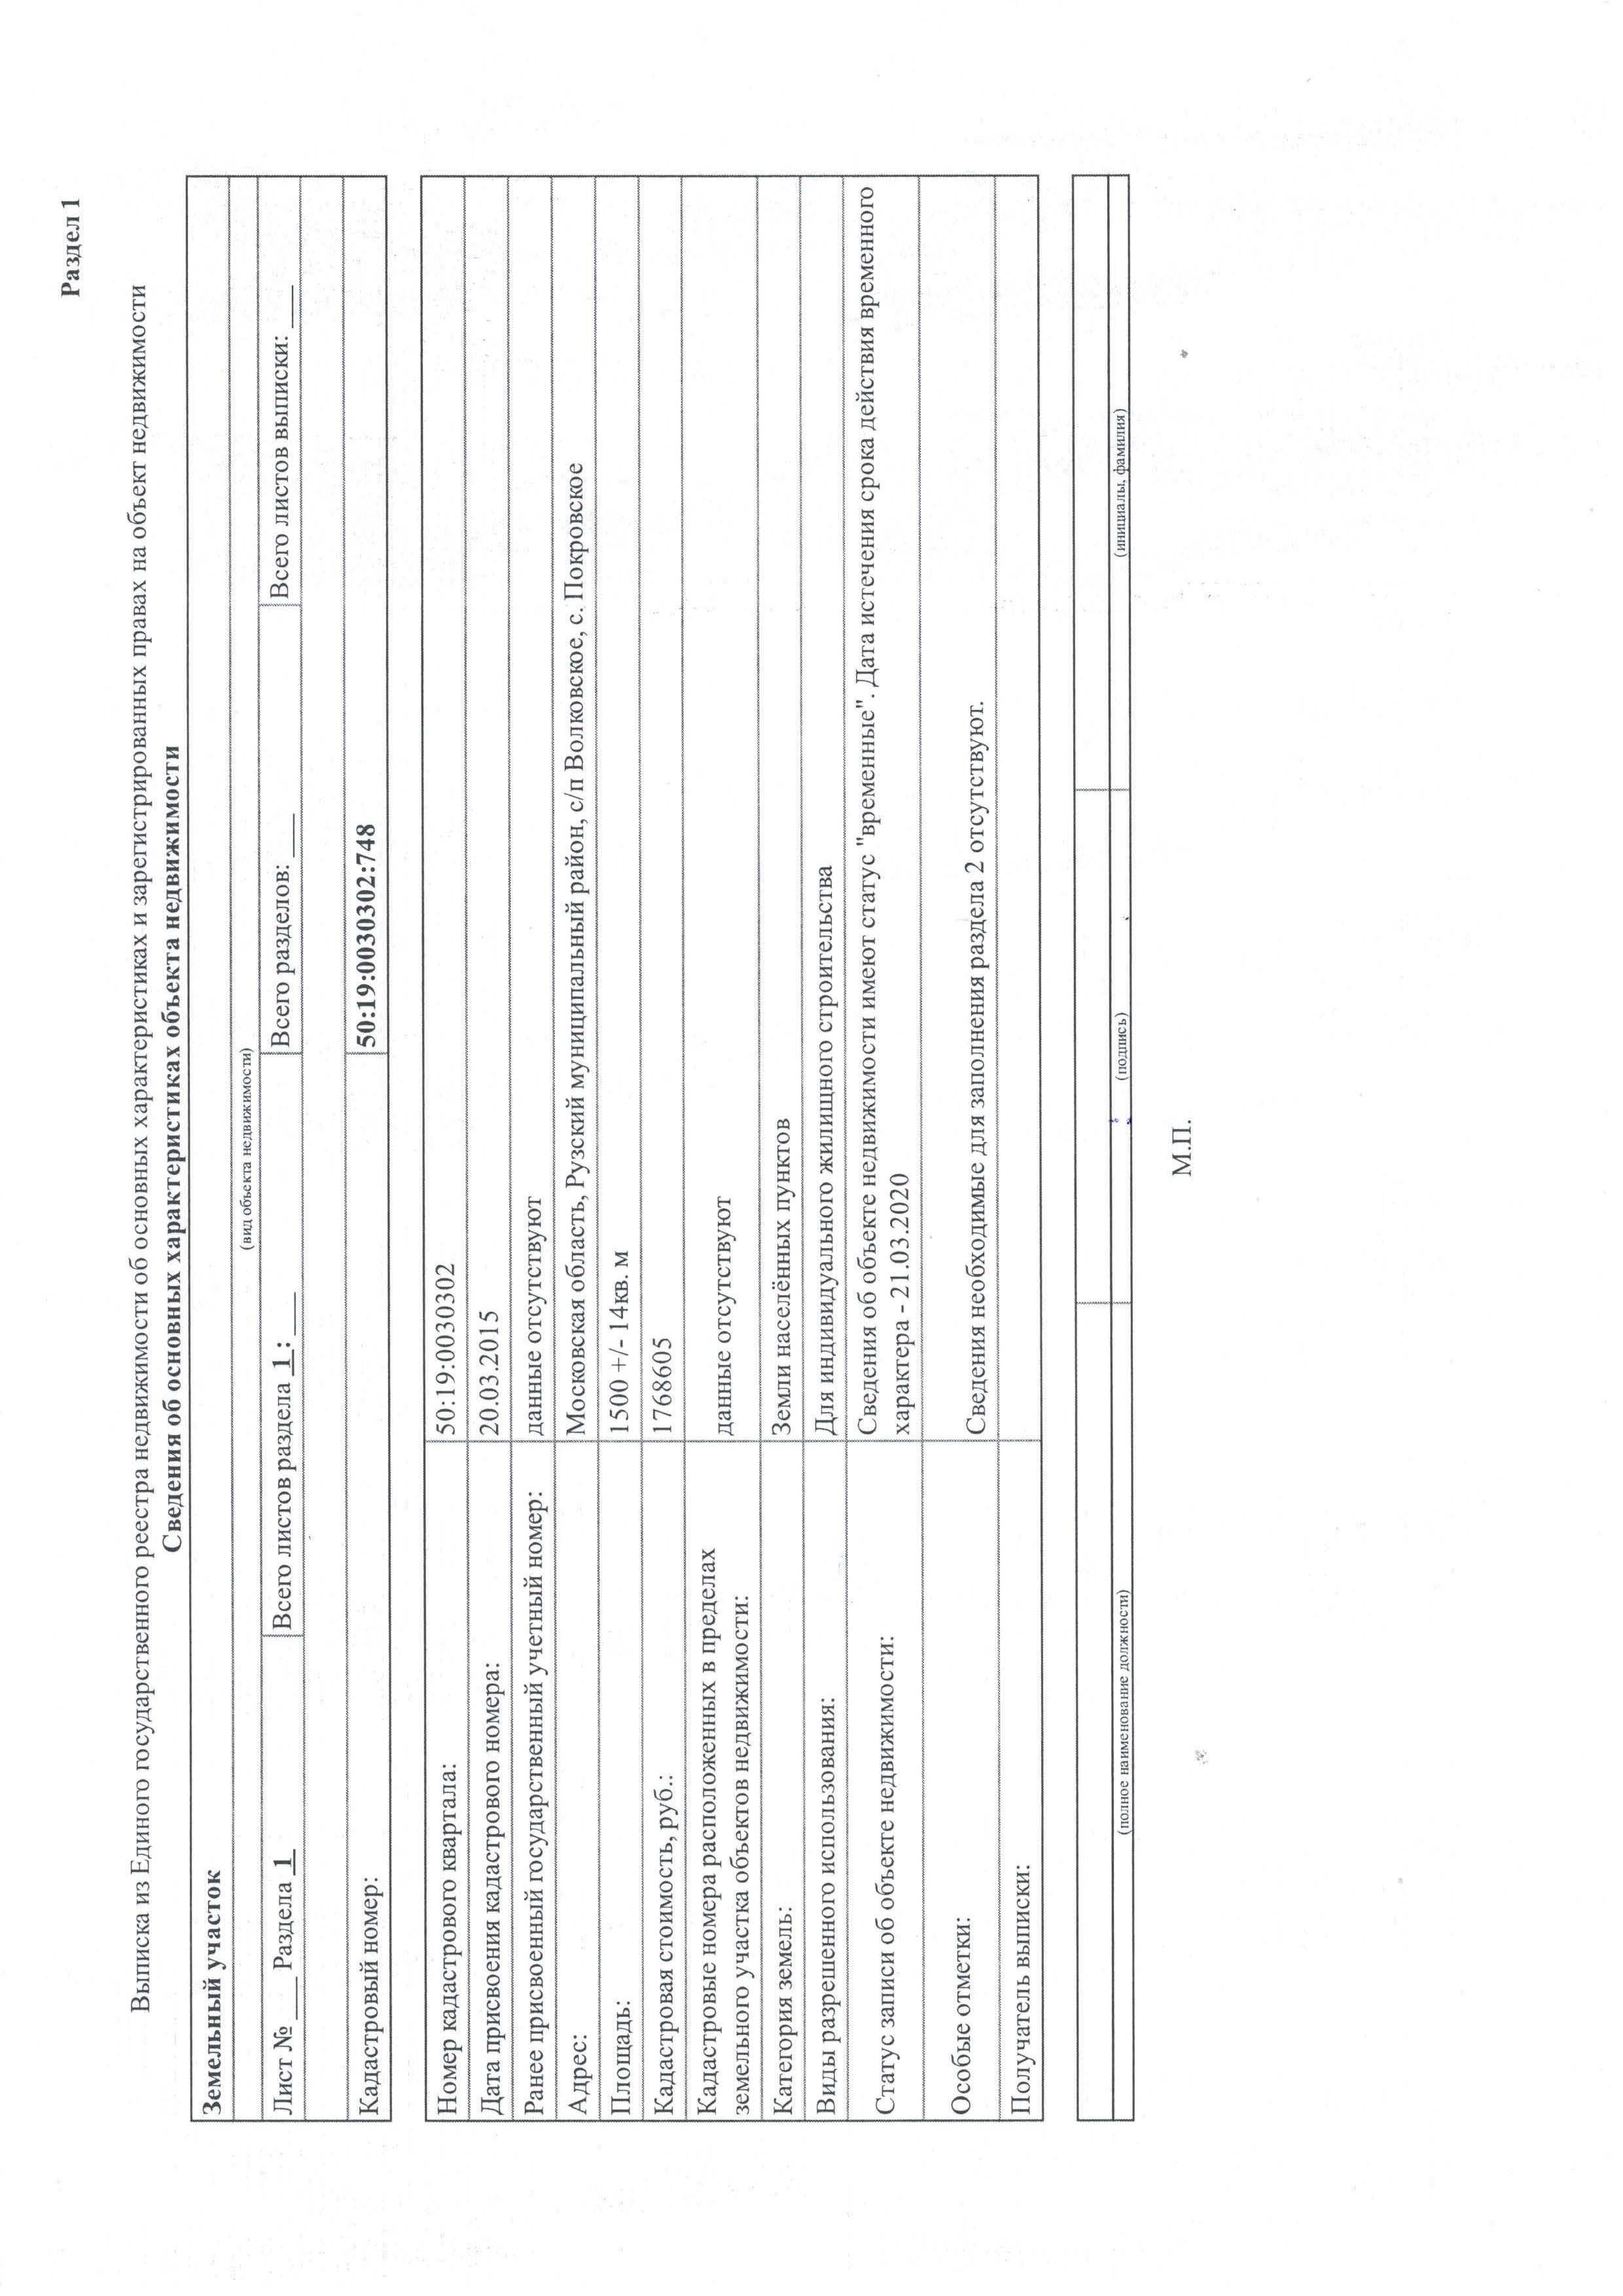 Раздел 1
Выписка из Единого государственного реестра недвижимости об основных характеристиках и зарегистрированных правах на объект недвижимости
Сведения об основных характеристиках объекта недвижимости
Земельный участок
(вид объекта недвижимости)
Лист № ___ Раздела 1 Всего листов раздела 1: ___ Всего разделов: ___ Всего листов выписки: ___
Кадастровый номер: 50:19:0030302:748
Номер кадастрового квартала: 50:19:0030302
Дата присвоения кадастрового номера: 20.03.2015
Ранее присвоенный государственный учетный номер: данные отсутствуют
Адрес: Московская область, Рузский муниципальный район, с/п Волковское, с. Покровское
Площадь: 1500 +/- 14кв. м
Кадастровая стоимость, руб.: 1768605
Кадастровые номера расположенных в пределах
земельного участка объектов недвижимости: данные отсутствуют
Категория земель: Земли населённых пунктов
Виды разрешенного использования: Для индивидуального жилищного строительства
Статус записи об объекте недвижимости: Сведения об объекте недвижимости имеют статус "временные". Дата истечения срока действия временного
характера - 21.03.2020
Особые отметки: Сведения необходимые для заполнения раздела 2 отсутствуют.
Получатель выписки:
(полное наименование должности) (подпись) (инициалы, фамилия)
М.П.